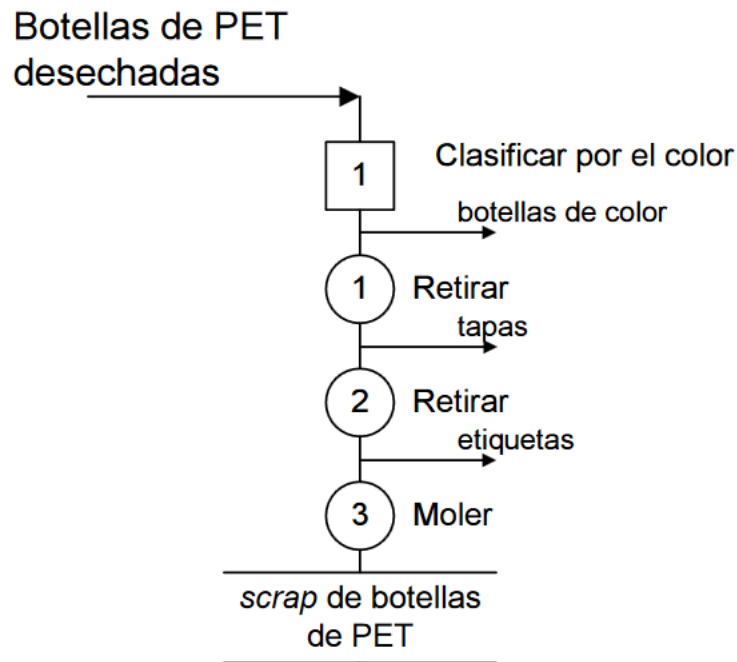 Botellas de PET
desechadas
1
Clasificar por el color
botellas de color
1
Retirar
tapas
2
Retirar
etiquetas
3
Moler
scrap de botellas
de PET